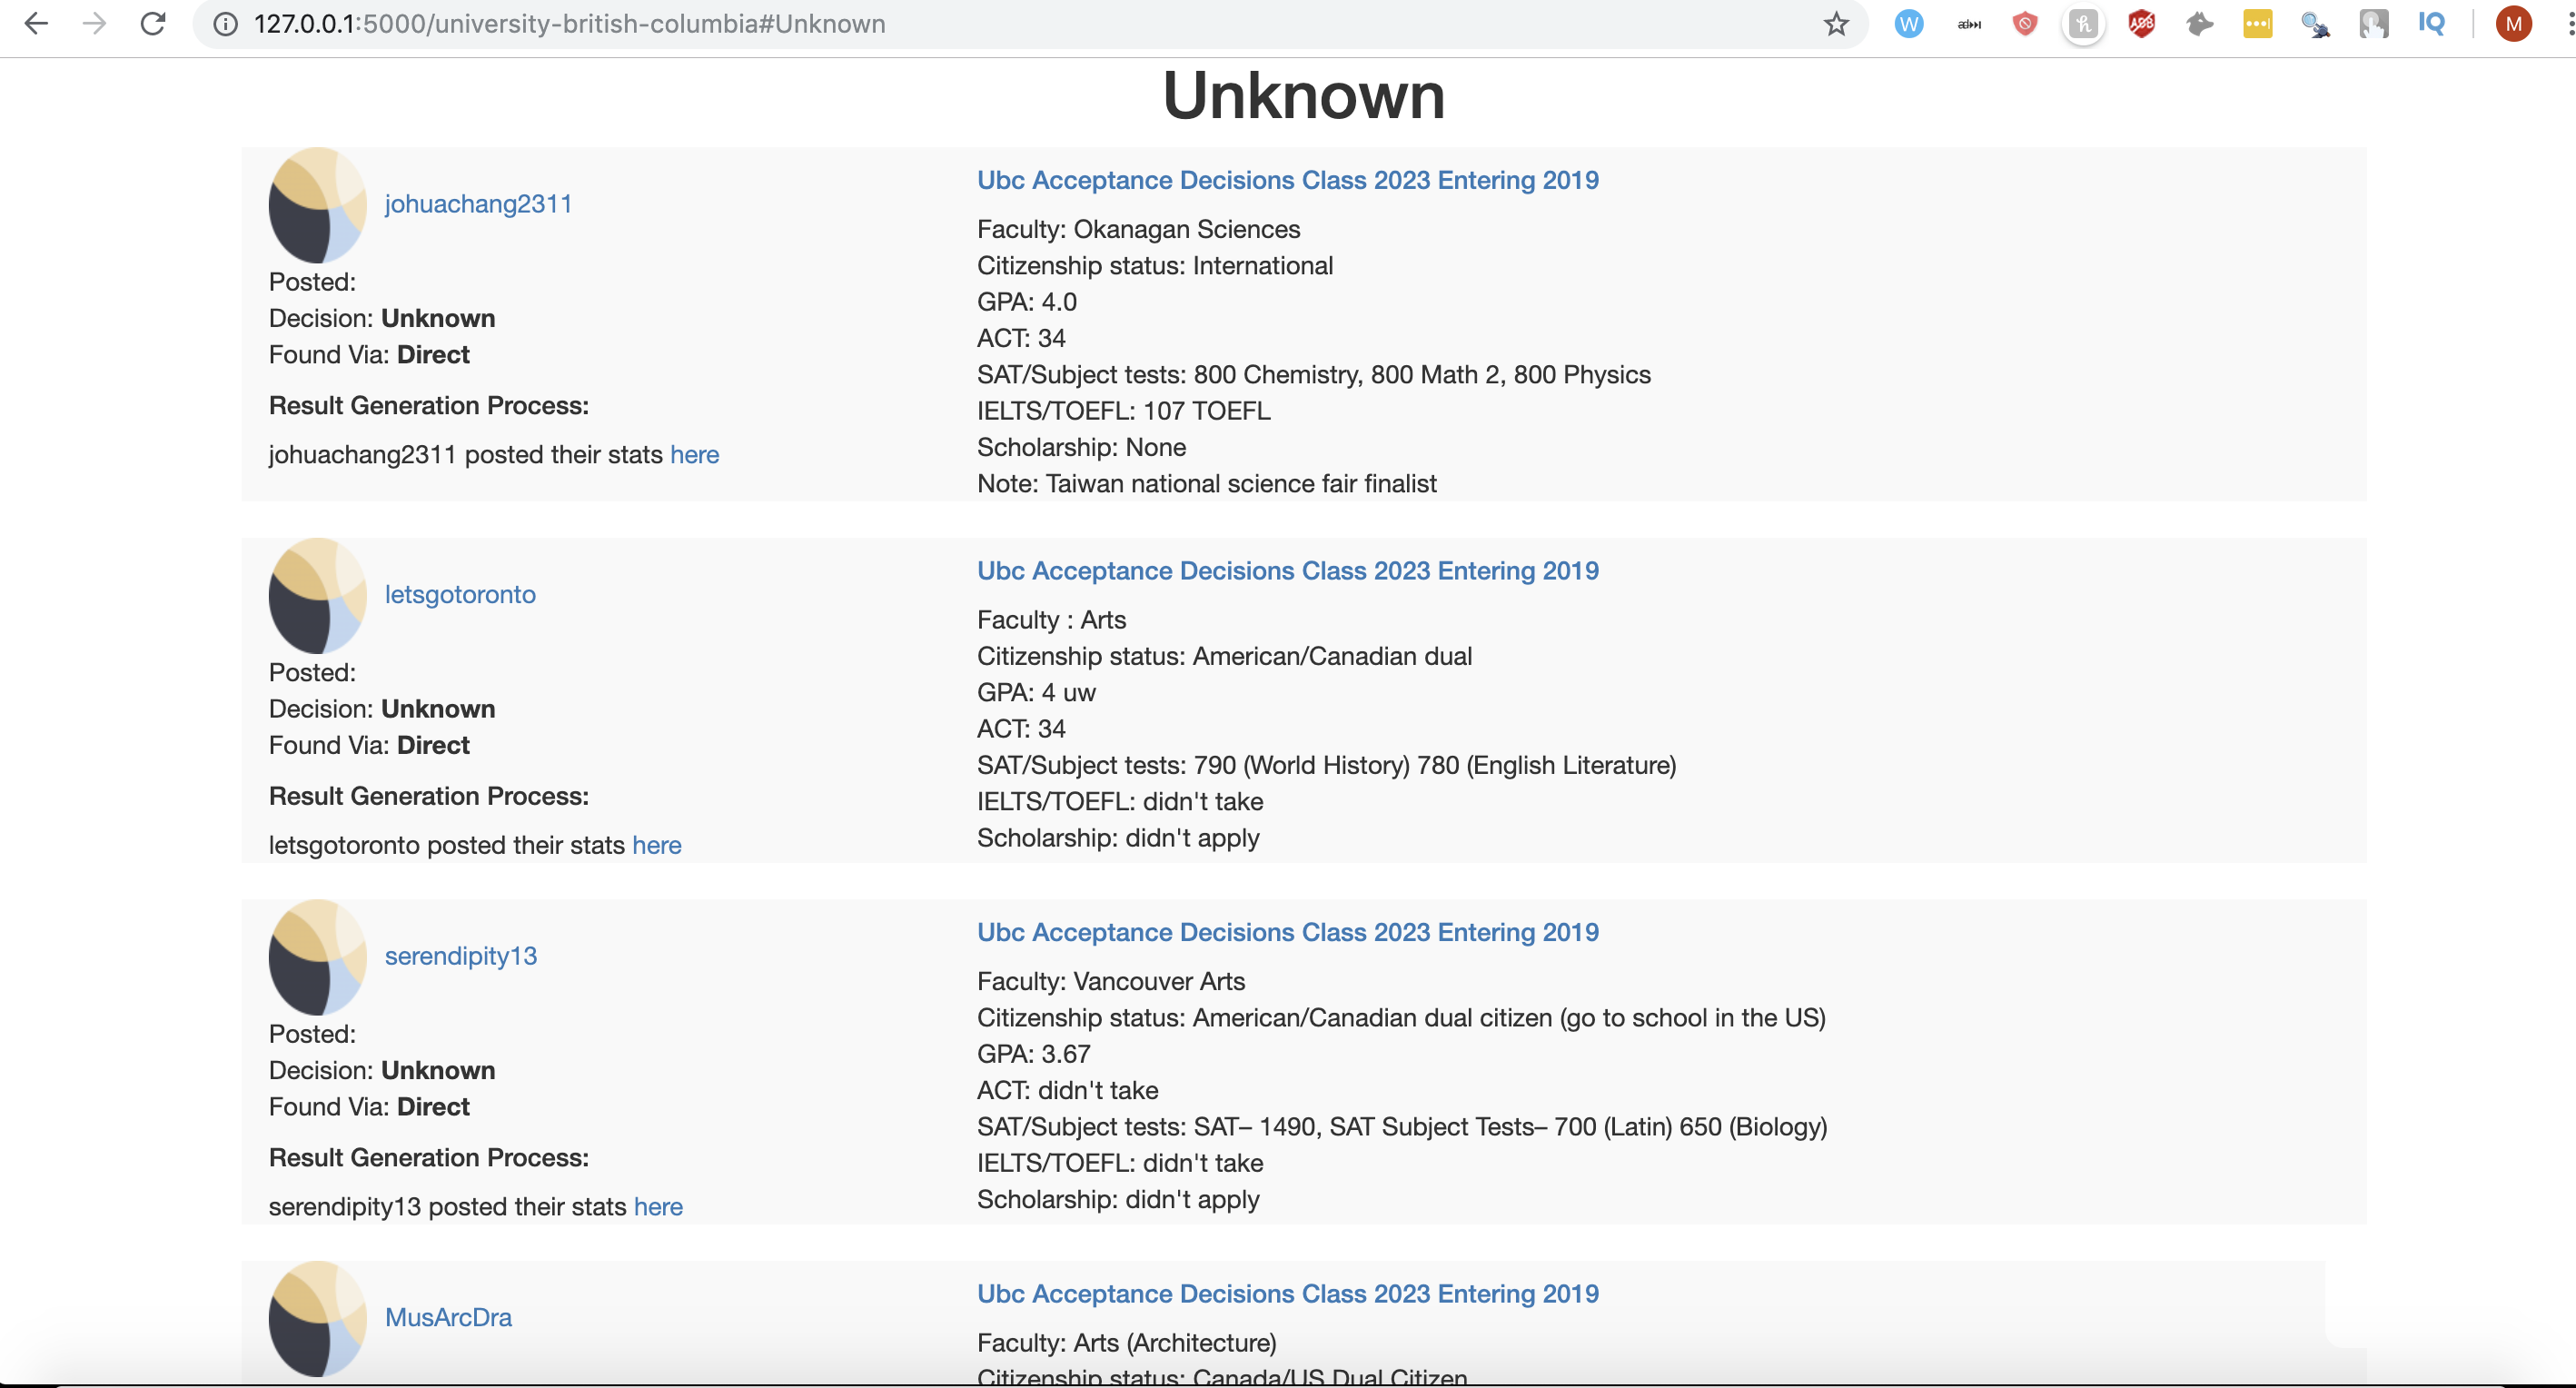 127.0.0.1:5000/university-british-columbia#Unknown
W
ABP
IQ
M
Unknown
johuachang2311
Posted:
Decision: Unknown
Found Via: Direct
Result Generation Process:
johuachang2311 posted their stats here
Ubc Acceptance Decisions Class 2023 Entering 2019
Faculty: Okanagan Sciences
Citizenship status: International
GPA: 4.0
ACT: 34
SAT/Subject tests: 800 Chemistry, 800 Math 2, 800 Physics
IELTS/TOEFL: 107 TOEFL
Scholarship: None
Note: Taiwan national science fair finalist
letsgotoronto
Posted:
Decision: Unknown
Found Via: Direct
Result Generation Process:
letsgotoronto posted their stats here
Ubc Acceptance Decisions Class 2023 Entering 2019
Faculty : Arts
Citizenship status: American/Canadian dual
GPA: 4 uw
ACT: 34
SAT/Subject tests: 790 (World History) 780 (English Literature)
IELTS/TOEFL: didn't take
Scholarship: didn't apply
serendipity13
Posted:
Decision: Unknown
Found Via: Direct
Result Generation Process:
serendipity13 posted their stats here
Ubc Acceptance Decisions Class 2023 Entering 2019
Faculty: Vancouver Arts
Citizenship status: American/Canadian dual citizen (go to school in the US)
GPA: 3.67
ACT: didn't take
SAT/Subject tests: SAT– 1490, SAT Subject Tests– 700 (Latin) 650 (Biology)
IELTS/TOEFL: didn't take
Scholarship: didn't apply
MusArcDra
Ubc Acceptance Decisions Class 2023 Entering 2019
Faculty: Arts (Architecture)
Citizenship status: Canada/US Dual Citizen